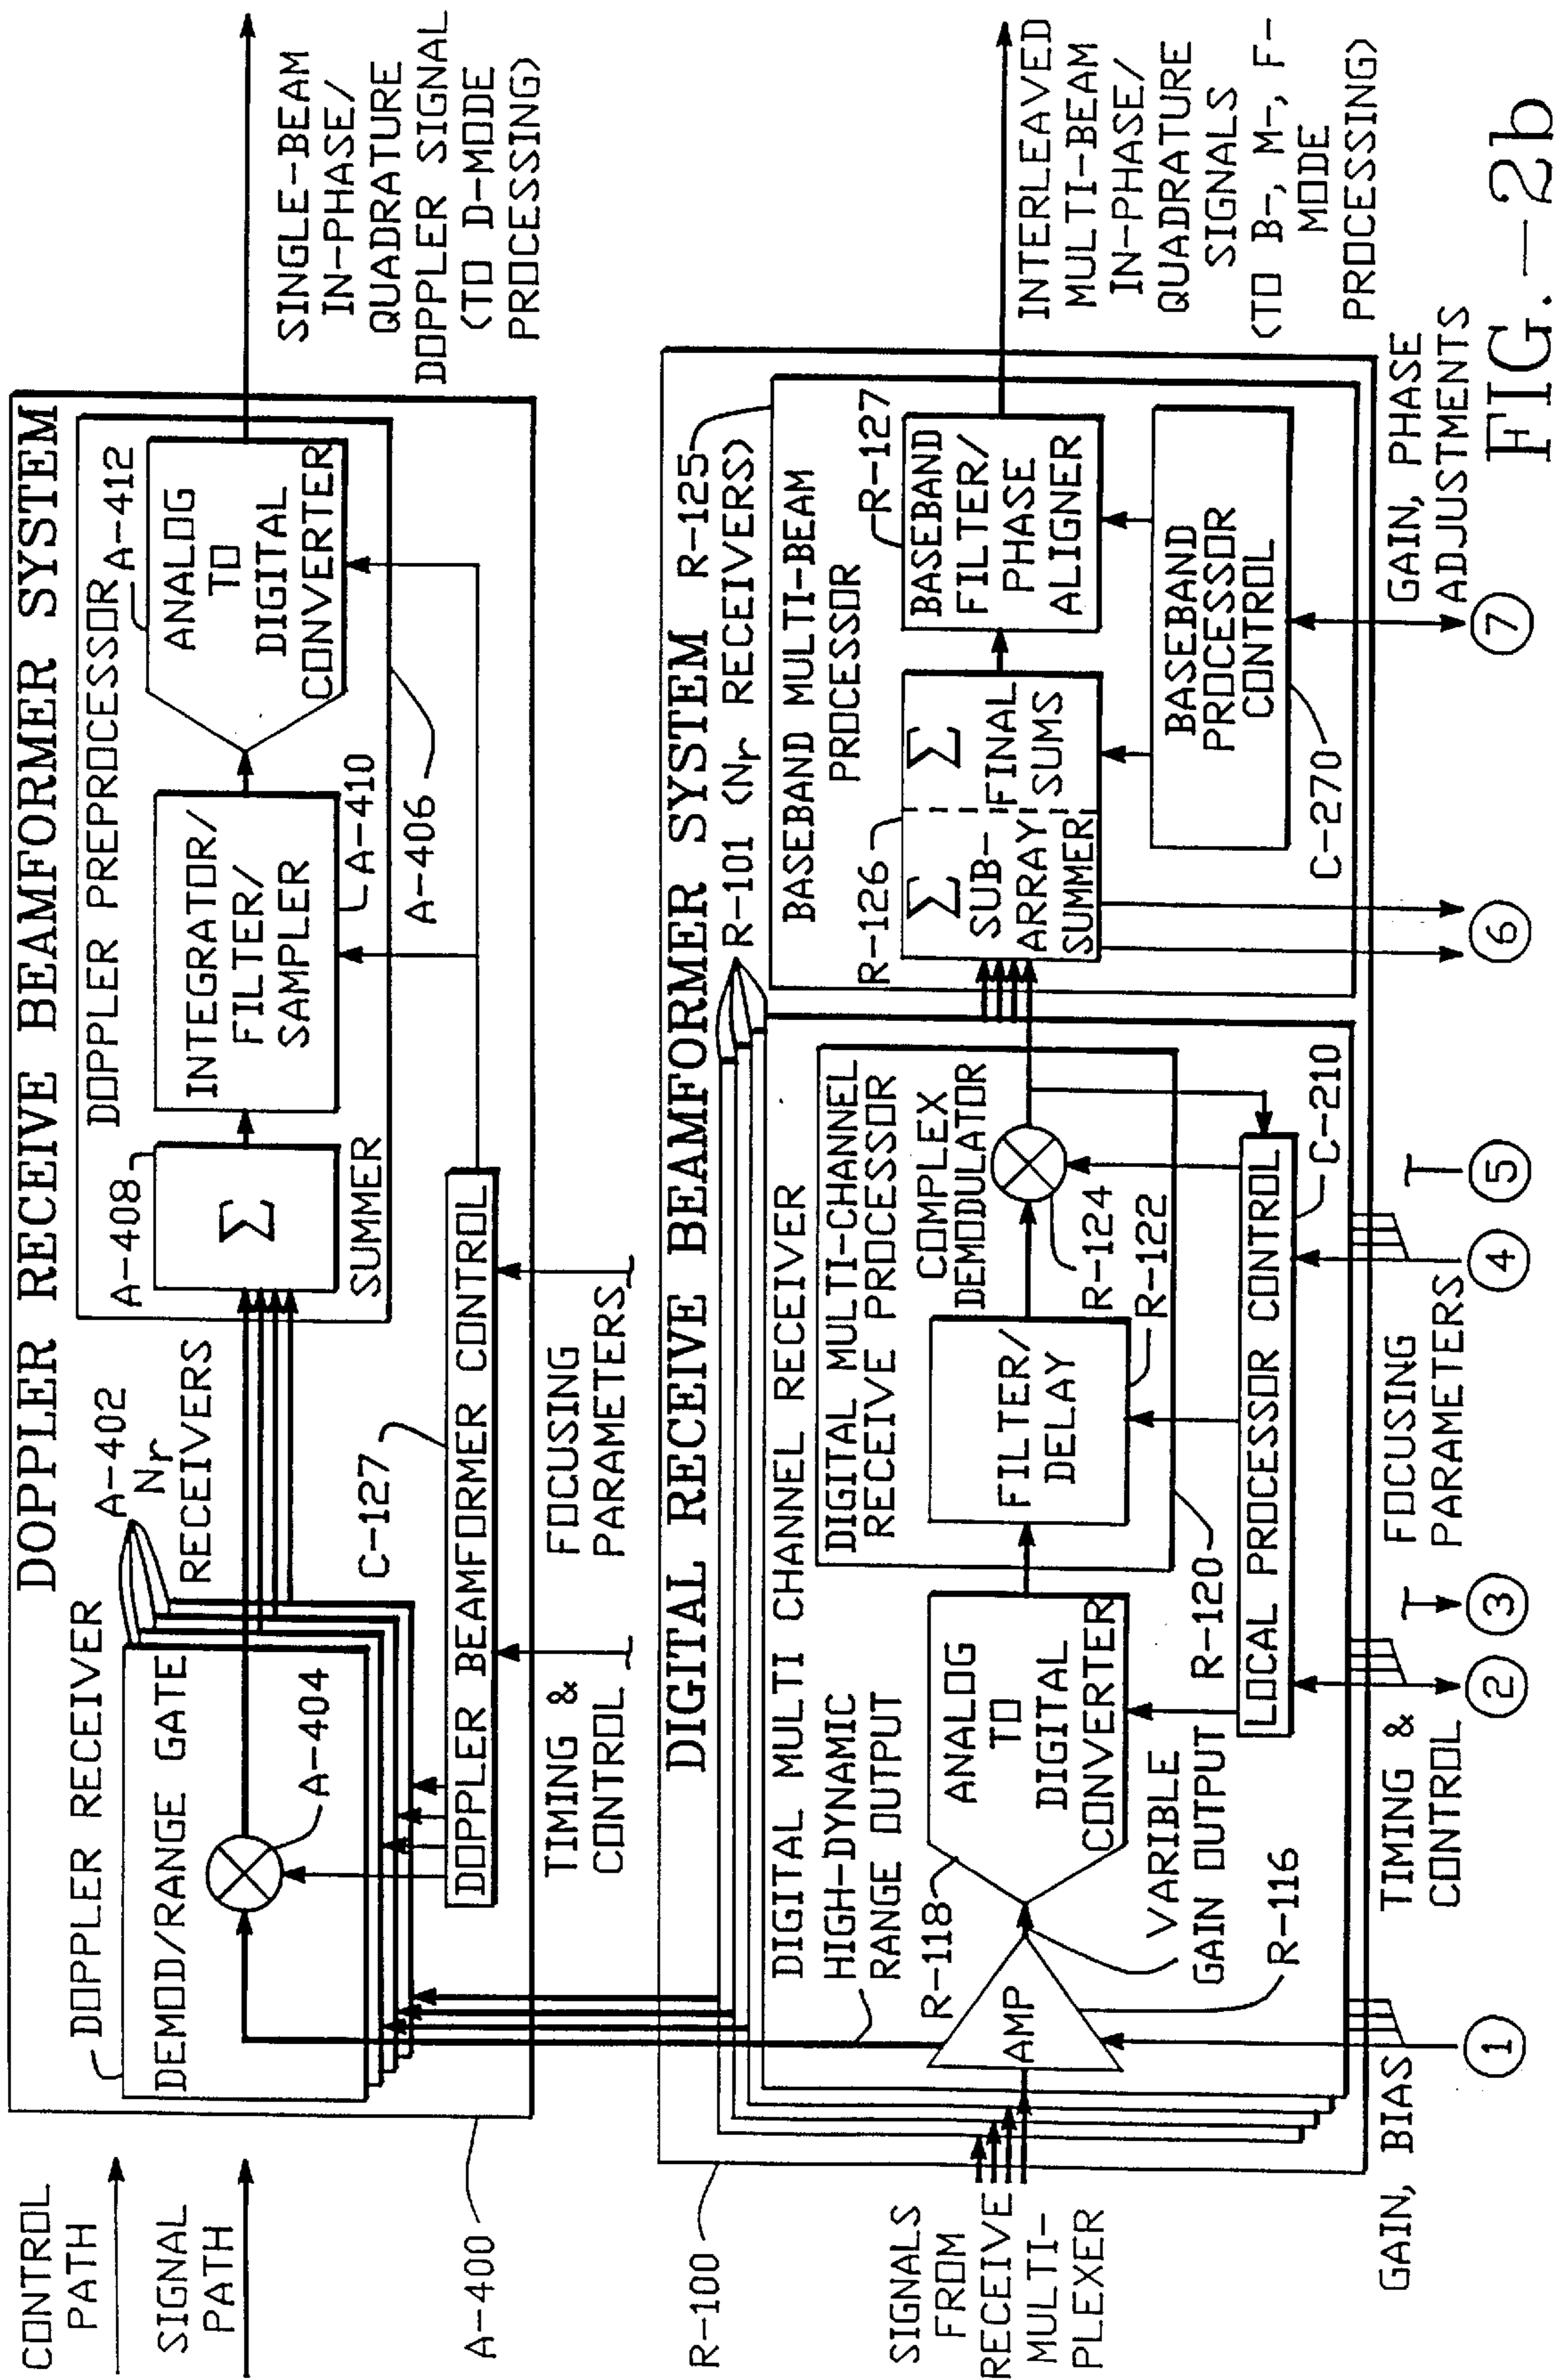 CONTROL
PATH
SIGNAL
PATH
DOPPLER RECEIVE BEAMFORMER SYSTEM
DOPPLER RECEIVER
DEMOD/RANGE GATE
A-404
A-402
Nr
RECEIVERS
A-408
Σ
SUMMER
DOPPLER PREPROCESSOR
INTEGRATOR/
FILTER/
SAMPLER
A-410
A-412
ANALOG
TO
DIGITAL
CONVERTER
A-406
C-127
DOPPLER BEAMFORMER CONTROL
TIMING &
CONTROL
FOCUSING
PARAMETERS
A-400
SINGLE-BEAM
IN-PHASE/
QUADRATURE
DOPPLER SIGNAL
(TO D-MODE
PROCESSING)
DIGITAL RECEIVE BEAMFORMER SYSTEM
R-100
R-101 (Nr RECEIVERS)
DIGITAL MULTI CHANNEL RECEIVER
HIGH-DYNAMIC
RANGE OUTPUT
SIGNALS
FROM
RECEIVE
MULTI-
PLEXER
AMP
R-116
R-118
ANALOG
TO
DIGITAL
CONVERTER
VARIBLE
GAIN OUTPUT
DIGITAL MULTI-CHANNEL
RECEIVE PROCESSOR
FILTER/
DELAY
COMPLEX
DEMODULATOR
R-124
R-122
R-120
LOCAL PROCESSOR CONTROL
C-210
R-125
BASEBAND MULTI-BEAM
PROCESSOR
R-126
Σ Σ
SUB- FINAL
ARRAY SUMS
SUMMER
R-127
BASEBAND
FILTER/
PHASE
ALIGNER
BASEBAND
PROCESSOR
CONTROL
C-270
INTERLEAVED
MULTI-BEAM
IN-PHASE/
QUADRATURE
SIGNALS
(TO B-, M-, F-
MODE
PROCESSING)
GAIN, BIAS
TIMING &
CONTROL
FOCUSING
PARAMETERS
GAIN, PHASE
ADJUSTMENTS
1 2 3 4 5 6 7
FIG.-2b